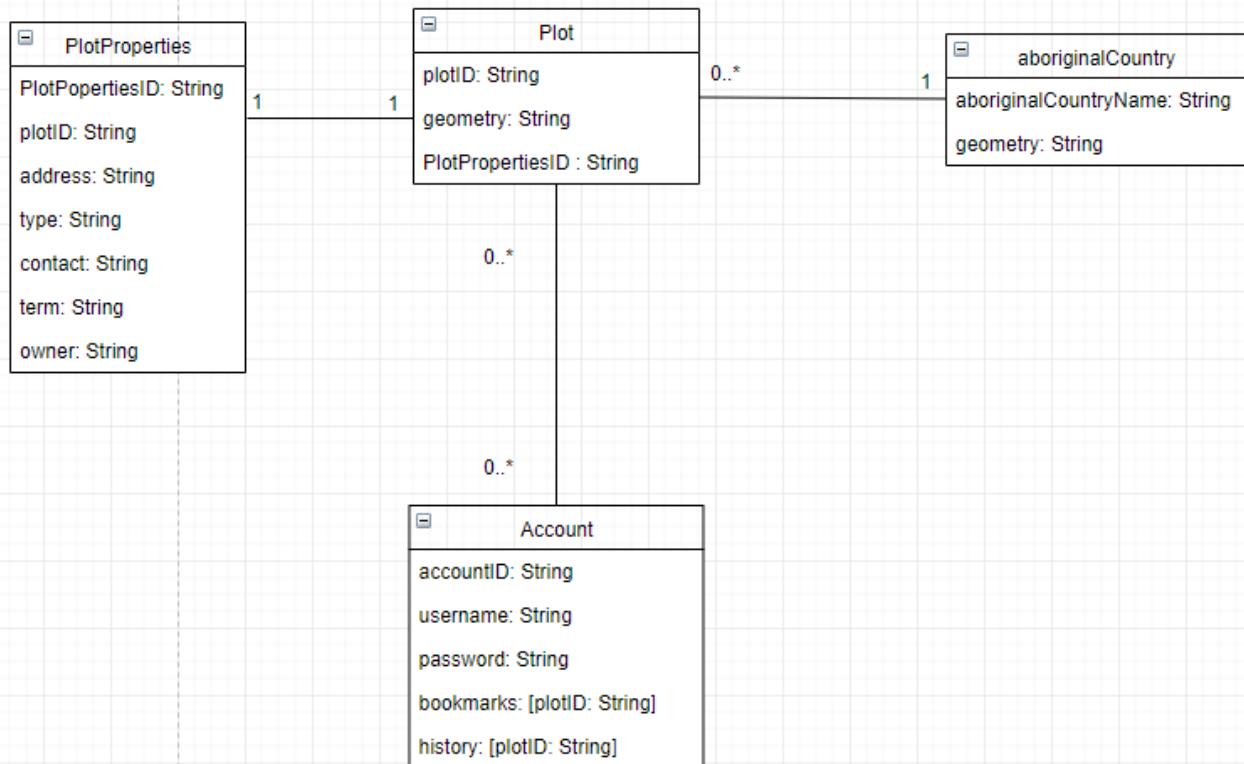 PlotProperties
PlotPopertiesID: String
plotID: String
address: String
type: String
contact: String
term: String
owner: String
1
1
Plot
plotID: String
geometry: String
PlotPropertiesID : String
0..*
1
aboriginalCountry
aboriginalCountryName: String
geometry: String
0..*
0..*
Account
accountID: String
username: String
password: String
bookmarks: [plotID: String]
history: [plotID: String]